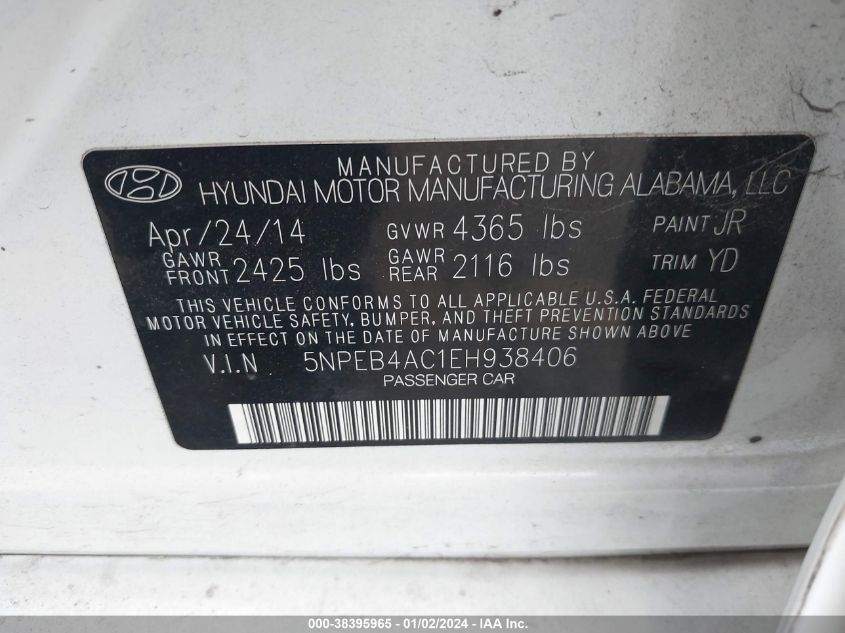 MANUFACTURED BY
HYUNDAI MOTOR MANUFACTURING ALABAMA, LLC
Apr/24/14 GVWR 4365 lbs PAINT JR
GAWR FRONT 2425 lbs GAWR REAR 2116 lbs TRIM YD
THIS VEHICLE CONFORMS TO ALL APPLICABLE U.S.A. FEDERAL
MOTOR VEHICLE SAFETY, BUMPER, AND THEFT PREVENTION STANDARDS
IN EFFECT ON THE DATE OF MANUFACTURE SHOWN ABOVE
V.I.N 5NPEB4AC1EH938406
PASSENGER CAR
000-38395965 - 01/02/2024 - IAA Inc.